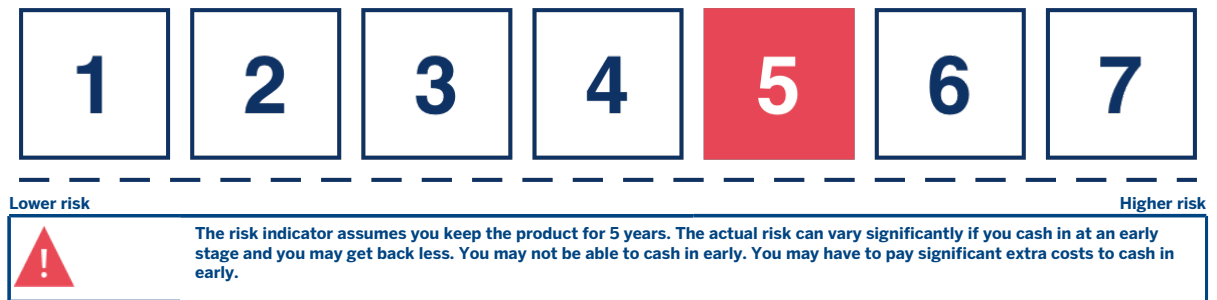 1 2 3 4 5 6 7
Lower risk Higher risk
!
The risk indicator assumes you keep the product for 5 years. The actual risk can vary significantly if you cash in at an early
stage and you may get back less. You may not be able to cash in early. You may have to pay significant extra costs to cash in
early.